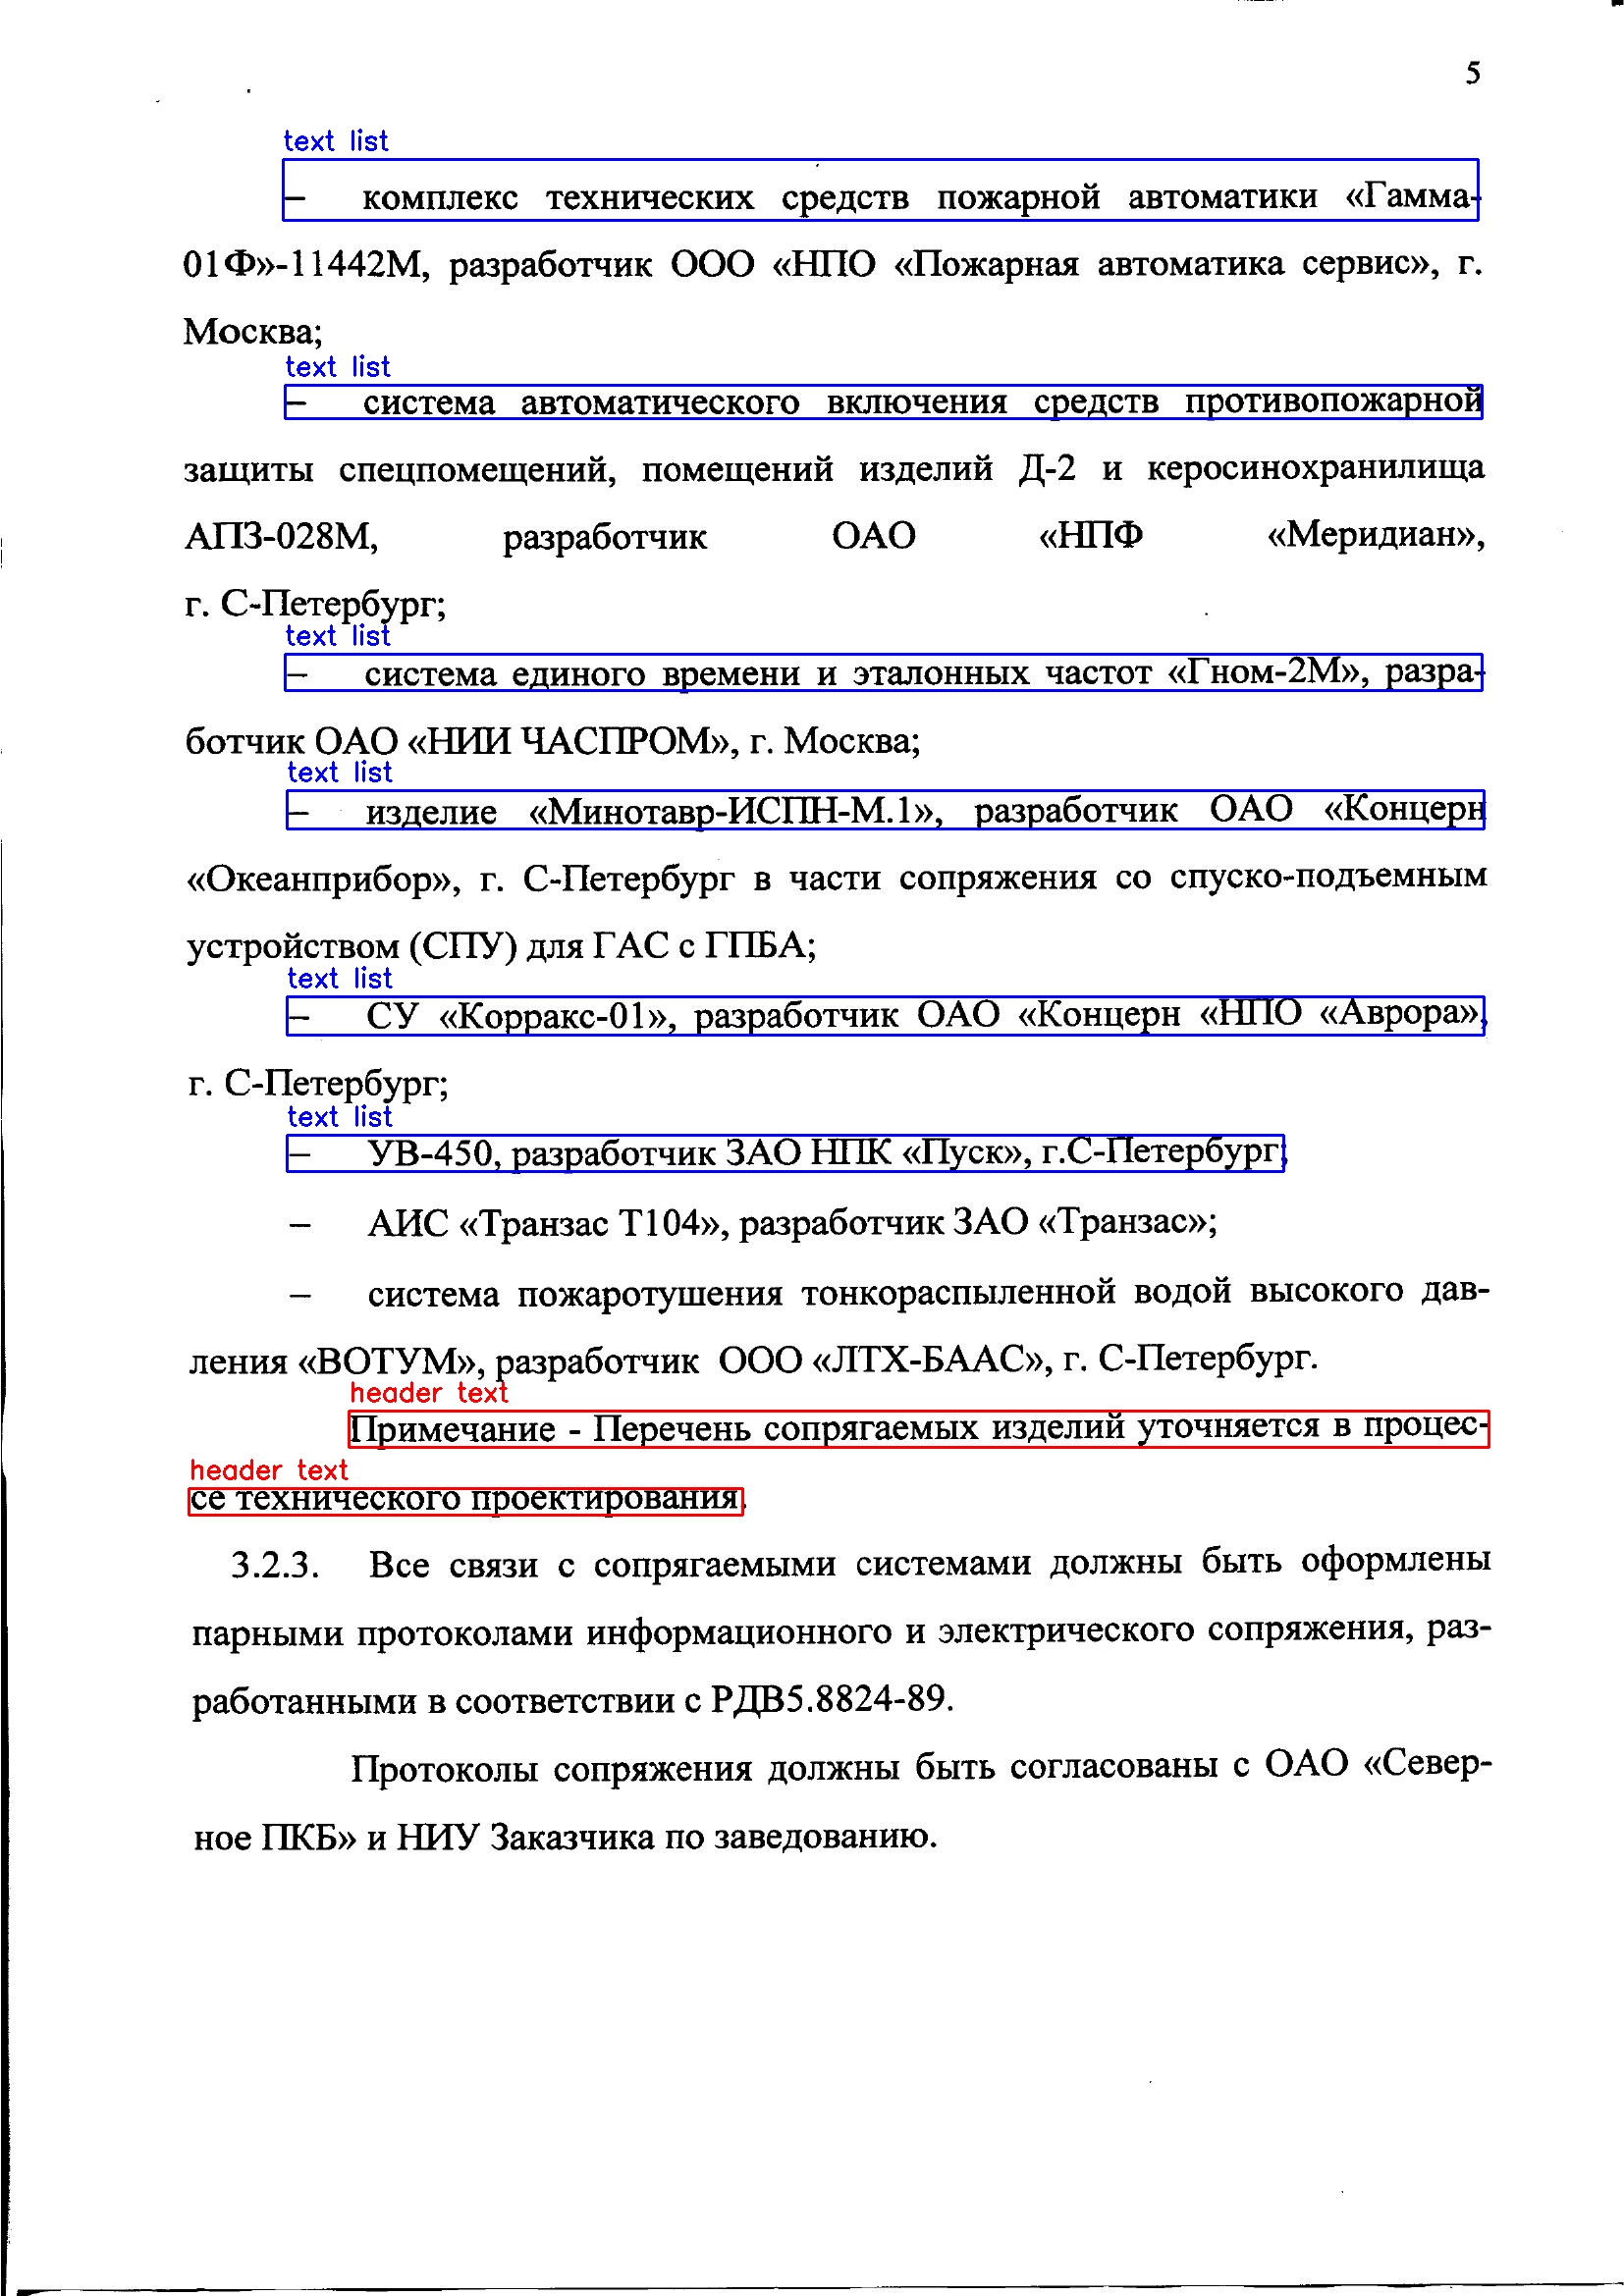 5
text list
– комплекс технических средств пожарной автоматики «Гамма-
01Ф»-11442М, разработчик ООО «НПО «Пожарная автоматика сервис», г.
Москва;
text list
– система автоматического включения средств противопожарной
защиты спецпомещений, помещений изделий Д-2 и керосинохранилища
АПЗ-028М, разработчик ОАО «НПФ «Меридиан»,
г. С-Петербург;
text list
– система единого времени и эталонных частот «Гном-2М», разра-
ботчик ОАО «НИИ ЧАСПРОМ», г. Москва;
text list
– изделие «Минотавр-ИСПН-М.1», разработчик ОАО «Концерн
«Океанприбор», г. С-Петербург в части сопряжения со спуско-подъемным
устройством (СПУ) для ГАС с ГПБА;
text list
– СУ «Корракс-01», разработчик ОАО «Концерн «НПО «Аврора»,
г. С-Петербург;
text list
– УВ-450, разработчик ЗАО НПК «Пуск», г.С-Петербург;
– АИС «Транзас Т104», разработчик ЗАО «Транзас»;
– система пожаротушения тонкораспыленной водой высокого дав-
ления «ВОТУМ», разработчик ООО «ЛТХ-БААС», г. С-Петербург.
header text
Примечание - Перечень сопрягаемых изделий уточняется в процес-
header text
се технического проектирования.
3.2.3. Все связи с сопрягаемыми системами должны быть оформлены
парными протоколами информационного и электрического сопряжения, раз-
работанными в соответствии с РДВ5.8824-89.
Протоколы сопряжения должны быть согласованы с ОАО «Север-
ное ПКБ» и НИУ Заказчика по заведованию.